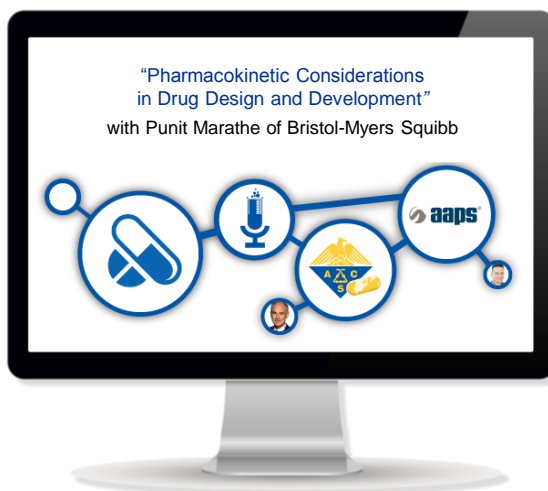 “Pharmacokinetic Considerations
in Drug Design and Development”
with Punit Marathe of Bristol-Myers Squibb
aaps
A C
S